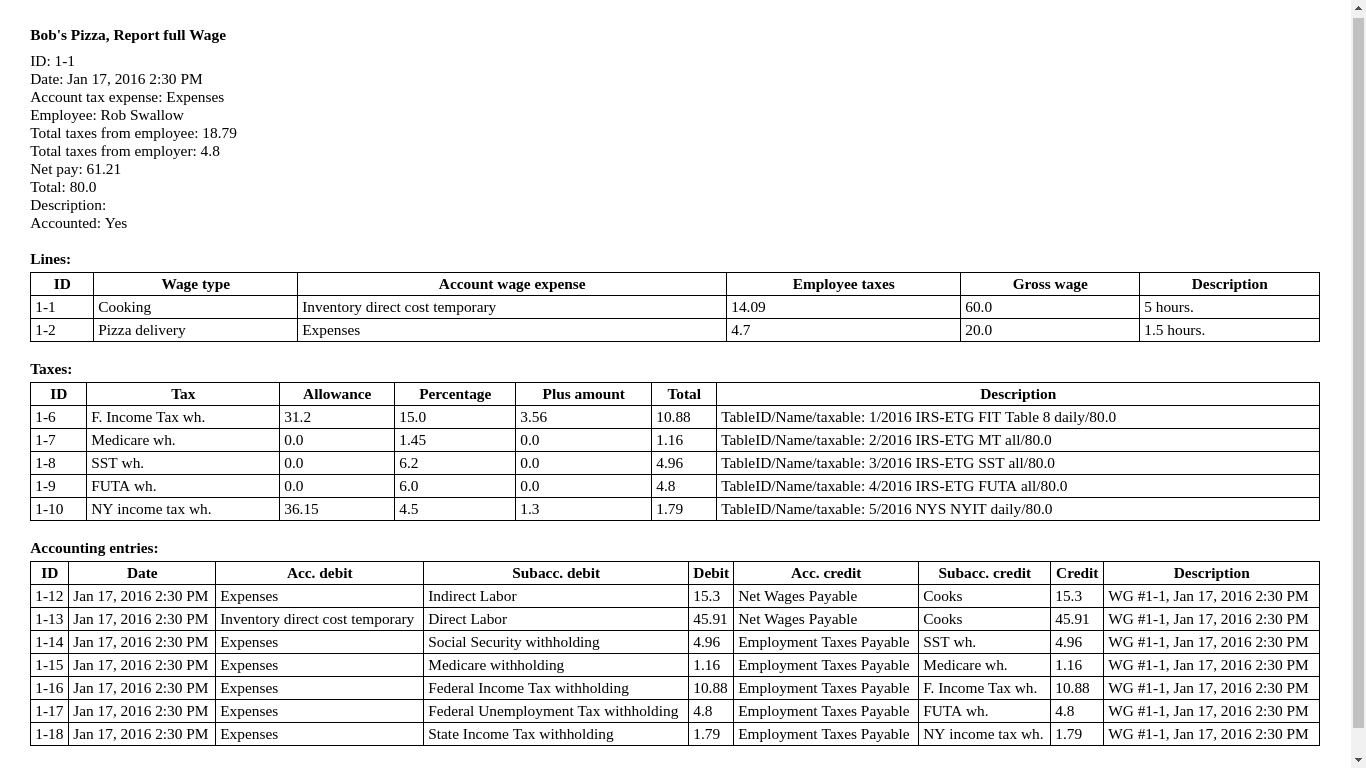 Bob's Pizza, Report full Wage
ID: 1-1
Date: Jan 17, 2016 2:30 PM
Account tax expense: Expenses
Employee: Rob Swallow
Total taxes from employee: 18.79
Total taxes from employer: 4.8
Net pay: 61.21
Total: 80.0
Description:
Accounted: Yes
Lines:
ID Wage type Account wage expense Employee taxes Gross wage Description
1-1 Cooking Inventory direct cost temporary 14.09 60.0 5 hours.
1-2 Pizza delivery Expenses 4.7 20.0 1.5 hours.
Taxes:
ID Tax Allowance Percentage Plus amount Total Description
1-6 F. Income Tax wh. 31.2 15.0 3.56 10.88 TableID/Name/taxable: 1/2016 IRS-ETG FIT Table 8 daily/80.0
1-7 Medicare wh. 0.0 1.45 0.0 1.16 TableID/Name/taxable: 2/2016 IRS-ETG MT all/80.0
1-8 SST wh. 0.0 6.2 0.0 4.96 TableID/Name/taxable: 3/2016 IRS-ETG SST all/80.0
1-9 FUTA wh. 0.0 6.0 0.0 4.8 TableID/Name/taxable: 4/2016 IRS-ETG FUTA all/80.0
1-10 NY income tax wh. 36.15 4.5 1.3 1.79 TableID/Name/taxable: 5/2016 NYS NYIT daily/80.0
Accounting entries:
ID Date Acc. debit Subacc. debit Debit Acc. credit Subacc. credit Credit Description
1-12 Jan 17, 2016 2:30 PM Expenses Indirect Labor 15.3 Net Wages Payable Cooks 15.3 WG #1-1, Jan 17, 2016 2:30 PM
1-13 Jan 17, 2016 2:30 PM Inventory direct cost temporary Direct Labor 45.91 Net Wages Payable Cooks 45.91 WG #1-1, Jan 17, 2016 2:30 PM
1-14 Jan 17, 2016 2:30 PM Expenses Social Security withholding 4.96 Employment Taxes Payable SST wh. 4.96 WG #1-1, Jan 17, 2016 2:30 PM
1-15 Jan 17, 2016 2:30 PM Expenses Medicare withholding 1.16 Employment Taxes Payable Medicare wh. 1.16 WG #1-1, Jan 17, 2016 2:30 PM
1-16 Jan 17, 2016 2:30 PM Expenses Federal Income Tax withholding 10.88 Employment Taxes Payable F. Income Tax wh. 10.88 WG #1-1, Jan 17, 2016 2:30 PM
1-17 Jan 17, 2016 2:30 PM Expenses Federal Unemployment Tax withholding 4.8 Employment Taxes Payable FUTA wh. 4.8 WG #1-1, Jan 17, 2016 2:30 PM
1-18 Jan 17, 2016 2:30 PM Expenses State Income Tax withholding 1.79 Employment Taxes Payable NY income tax wh. 1.79 WG #1-1, Jan 17, 2016 2:30 PM